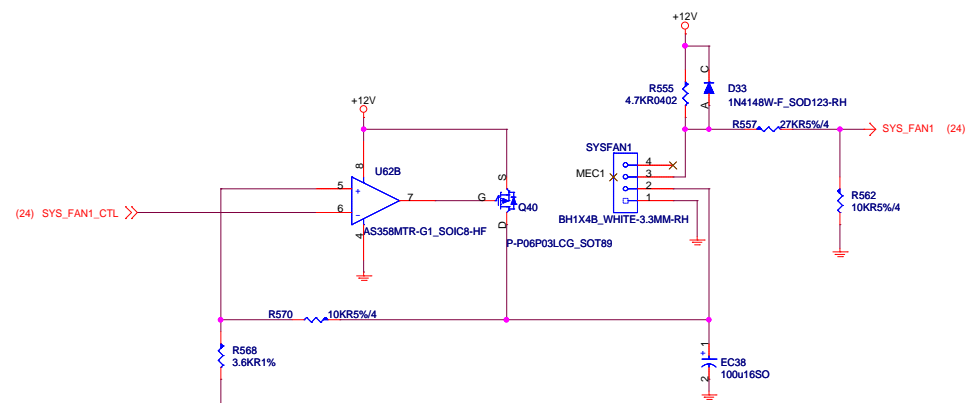 +12V
R555
4.7KR0402
C
A
D33
1N4148W-F_SOD123-RH
R557
27KR5%/4
SYS_FAN1 (24)
+12V
8
U62B
5
+
6
-
7
4
AS358MTR-G1_SOIC8-HF
(24) SYS_FAN1_CTL
S
G
D
Q40
P-P06P03LCG_SOT89
SYSFAN1
MEC1
4
3
2
1
BH1X4B_WHITE-3.3MM-RH
R562
10KR5%/4
R570
10KR5%/4
R568
3.6KR1%
1
+
2
EC38
100u16SO